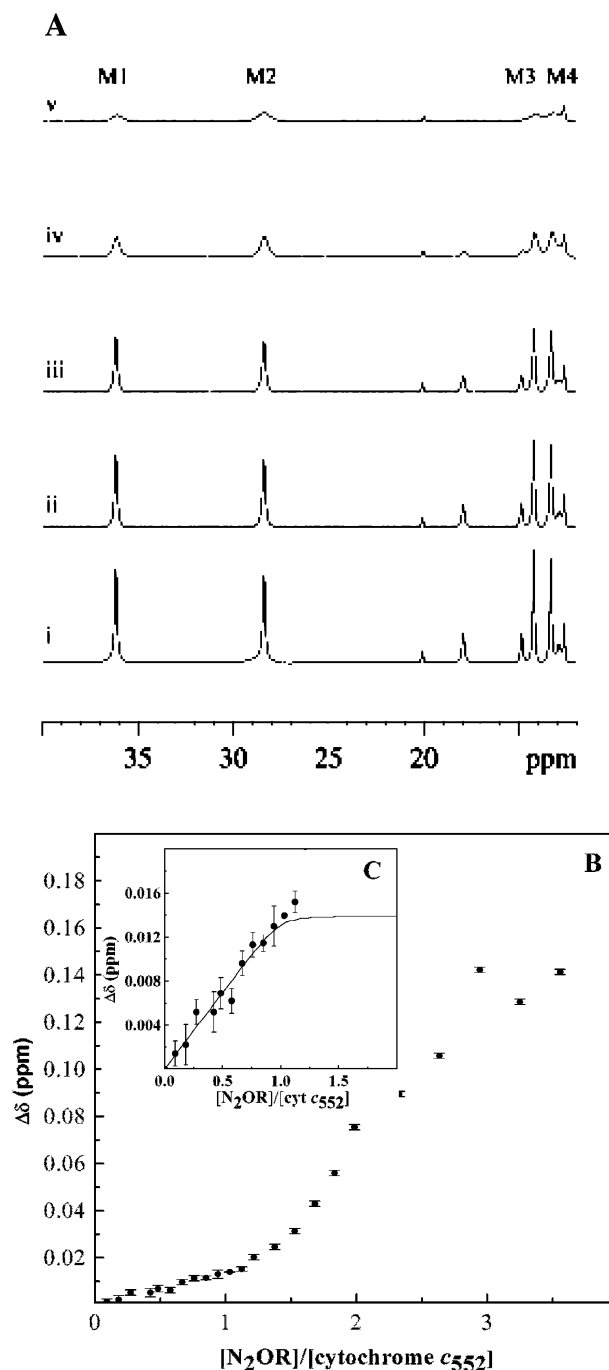 A
M1 M2 M3 M4
v
iv
iii
ii
i
35 30 25 20 ppm
B
C
0.016
0.012
0.008
0.004
Δδ (ppm)
0.0 0.5 1.0 1.5
[N₂OR]/[cyt c₅₅₂]
0.18
0.16
0.14
0.12
0.10
0.08
0.06
0.04
0.02
Δδ (ppm)
0 1 2 3
[N₂OR]/[cytochrome c₅₅₂]